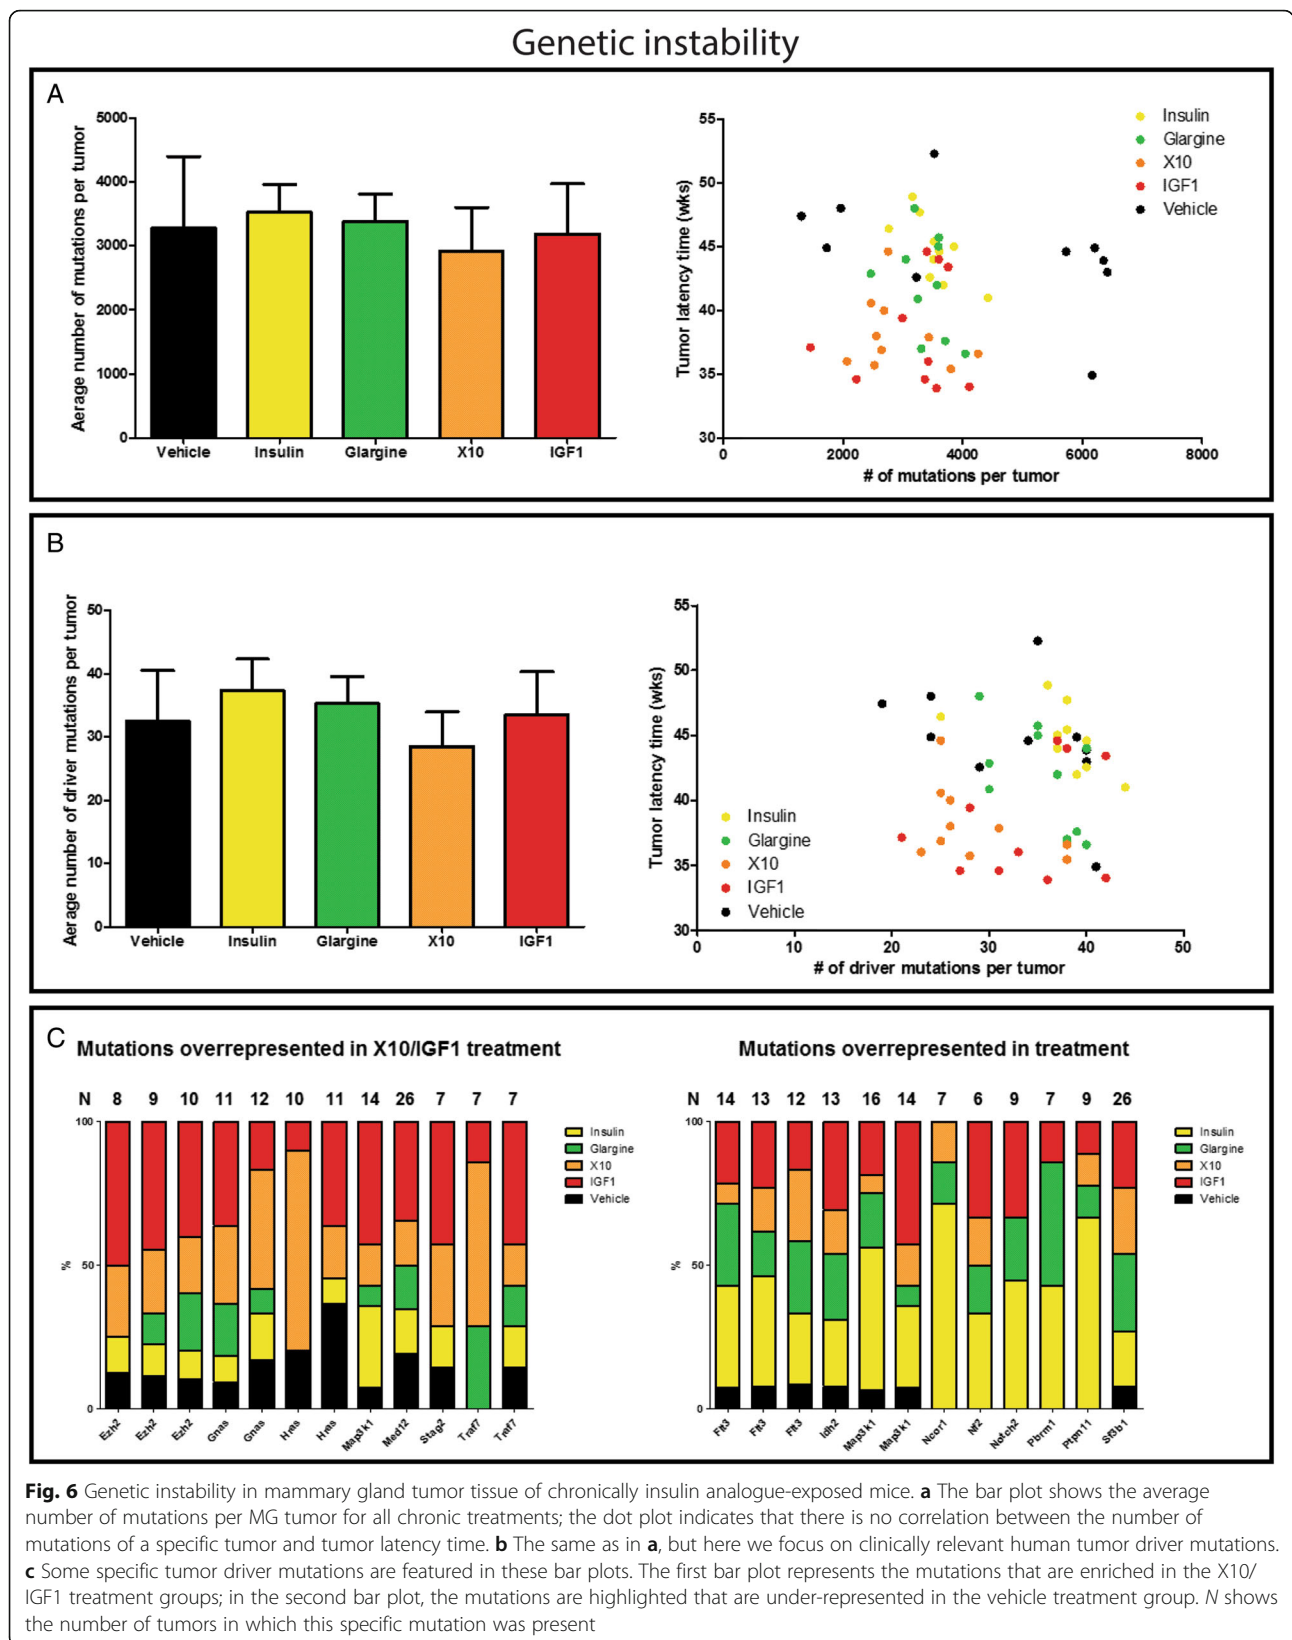 Genetic instability
A
Aerage number of mutations per tumor
5000
4000
3000
2000
1000
0
Vehicle Insulin Glargine X10 IGF1
Tumor latency time (wks)
55
50
45
40
35
30
0 2000 4000 6000 8000
# of mutations per tumor
Insulin
Glargine
X10
IGF1
Vehicle
B
Aerage number of driver mutations per tumor
50
40
30
20
10
0
Vehicle Insulin Glargine X10 IGF1
Tumor latency time (wks)
55
50
45
40
35
30
Insulin
Glargine
X10
IGF1
Vehicle
0 10 20 30 40 50
# of driver mutations per tumor
C
Mutations overrepresented in X10/IGF1 treatment
N 8 9 10 11 12 10 11 14 26 7 7 7
100
50
0
%
Insulin
Glargine
X10
IGF1
Vehicle
Ezh2 Ezh2 Ezh2 Gnas Gnas Hras Hras Map3k1 Med12 Stag2 Traf7 Traf7
Mutations overrepresented in treatment
N 14 13 12 13 16 14 7 6 9 7 9 26
100
50
0
%
Insulin
Glargine
X10
IGF1
Vehicle
Flt3 Flt3 Flt3 Idh2 Map3k1 Map3k1 Ncor1 Nf2 Notch2 Pbrm1 Ptpn11 Sf3b1
Fig. 6 Genetic instability in mammary gland tumor tissue of chronically insulin analogue-exposed mice. a The bar plot shows the average
number of mutations per MG tumor for all chronic treatments; the dot plot indicates that there is no correlation between the number of
mutations of a specific tumor and tumor latency time. b The same as in a, but here we focus on clinically relevant human tumor driver mutations.
c Some specific tumor driver mutations are featured in these bar plots. The first bar plot represents the mutations that are enriched in the X10/
IGF1 treatment groups; in the second bar plot, the mutations are highlighted that are under-represented in the vehicle treatment group. N shows
the number of tumors in which this specific mutation was present